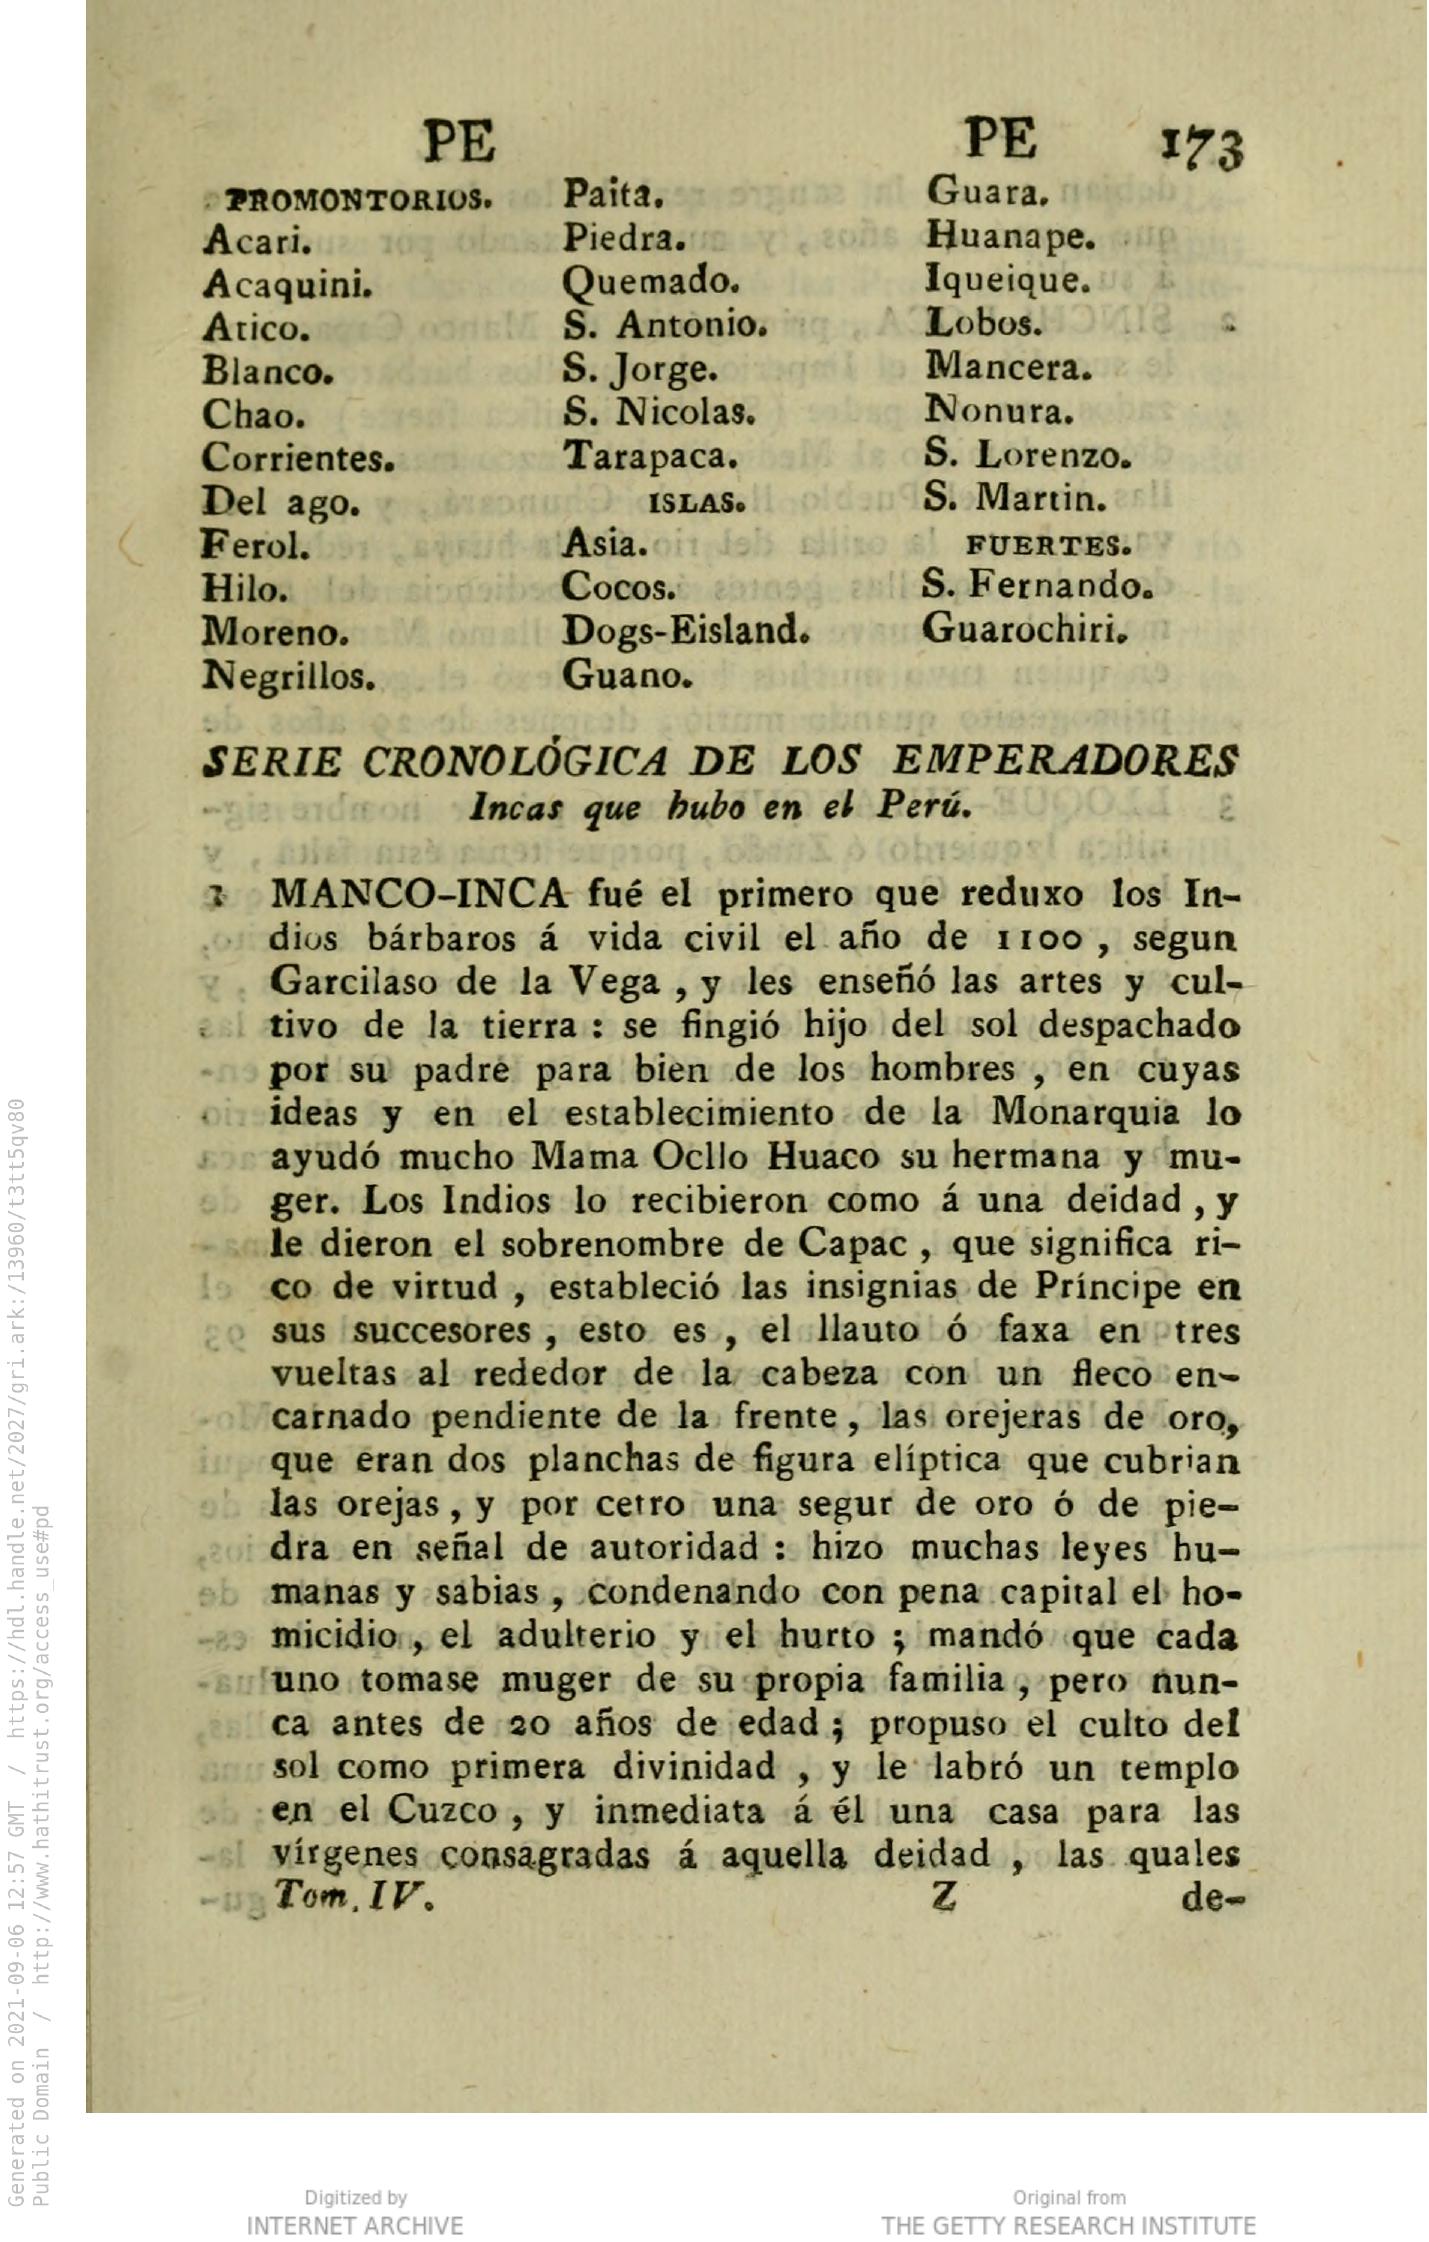 PE
PE 173
PROMONTORIOS.
Acari.
Acaquini.
Atico.
Blanco.
Chao.
Corrientes.
Del ago.
Ferol.
Hilo.
Moreno.
Negrillos.
Paita.
Piedra.
Quemado.
S. Antonio.
S. Jorge.
S. Nicolas.
Tarapaca.
ISLAS.
Asia.
Cocos.
Dogs-Eisland.
Guano.
Guara.
Huanape.
Iqueique.
Lobos.
Mancera.
Nonura.
S. Lorenzo.
S. Martin.
FUERTES.
S. Fernando.
Guarochiri.
SERIE CRONOLÓGICA DE LOS EMPERADORES
Incas que hubo en el Perú.
1 MANCO-INCA fué el primero que reduxo los In-
dios bárbaros á vida civil el año de 1100, segun
Garcilaso de la Vega, y les enseñó las artes y cul-
tivo de la tierra: se fingió hijo del sol despachado
por su padre para bien de los hombres, en cuyas
ideas y en el establecimiento de la Monarquia lo
ayudó mucho Mama Ocllo Huaco su hermana y mu-
ger. Los Indios lo recibieron como á una deidad, y
le dieron el sobrenombre de Capac, que significa ri-
co de virtud, estableció las insignias de Príncipe en
sus succesores, esto es, el llauto ó faxa en tres
vueltas al rededor de la cabeza con un fleco en-
carnado pendiente de la frente, las orejeras de oro,
que eran dos planchas de figura elíptica que cubrian
las orejas, y por cetro una segur de oro ó de pie-
dra en señal de autoridad: hizo muchas leyes hu-
manas y sabias, condenando con pena capital el ho-
micidio, el adulterio y el hurto; mandó que cada
uno tomase muger de su propia familia, pero nun-
ca antes de 20 años de edad; propuso el culto del
sol como primera divinidad, y le labró un templo
en el Cuzco, y inmediata á él una casa para las
vírgenes consagradas á aquella deidad, las quales
Tom. IV. Z de-
Generated on 2021-09-06 12:57 GMT / https://hdl.handle.net/2027/gri.ark:/13960/t3tt5qv80
Public Domain / http://www.hathitrust.org/access_use#pd
Digitized by
INTERNET ARCHIVE
Original from
THE GETTY RESEARCH INSTITUTE